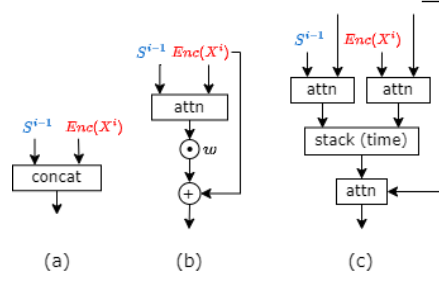 S^{i-1} Enc(X^i)
concat
(a)
S^{i-1} Enc(X^i)
attn
w
+
(b)
S^{i-1} Enc(X^i)
attn attn
stack (time)
attn
(c)